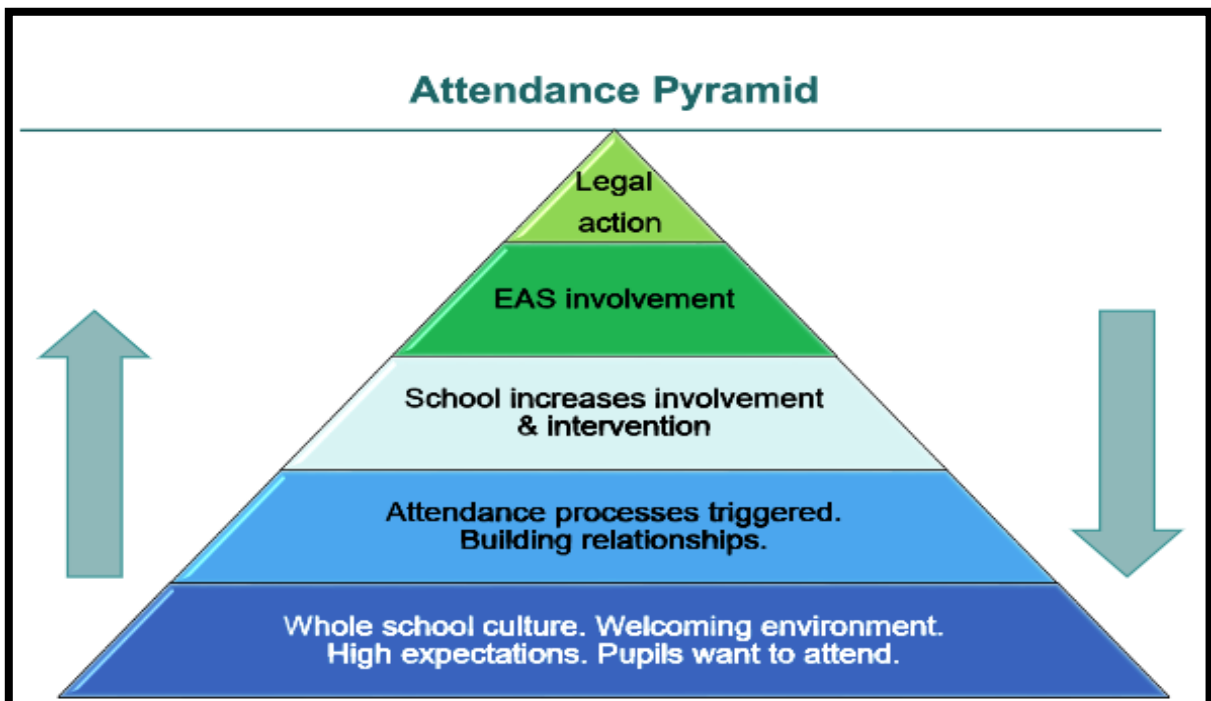 Attendance Pyramid
Legal
action
EAS involvement
School increases involvement
& intervention
Attendance processes triggered.
Building relationships.
Whole school culture. Welcoming environment.
High expectations. Pupils want to attend.